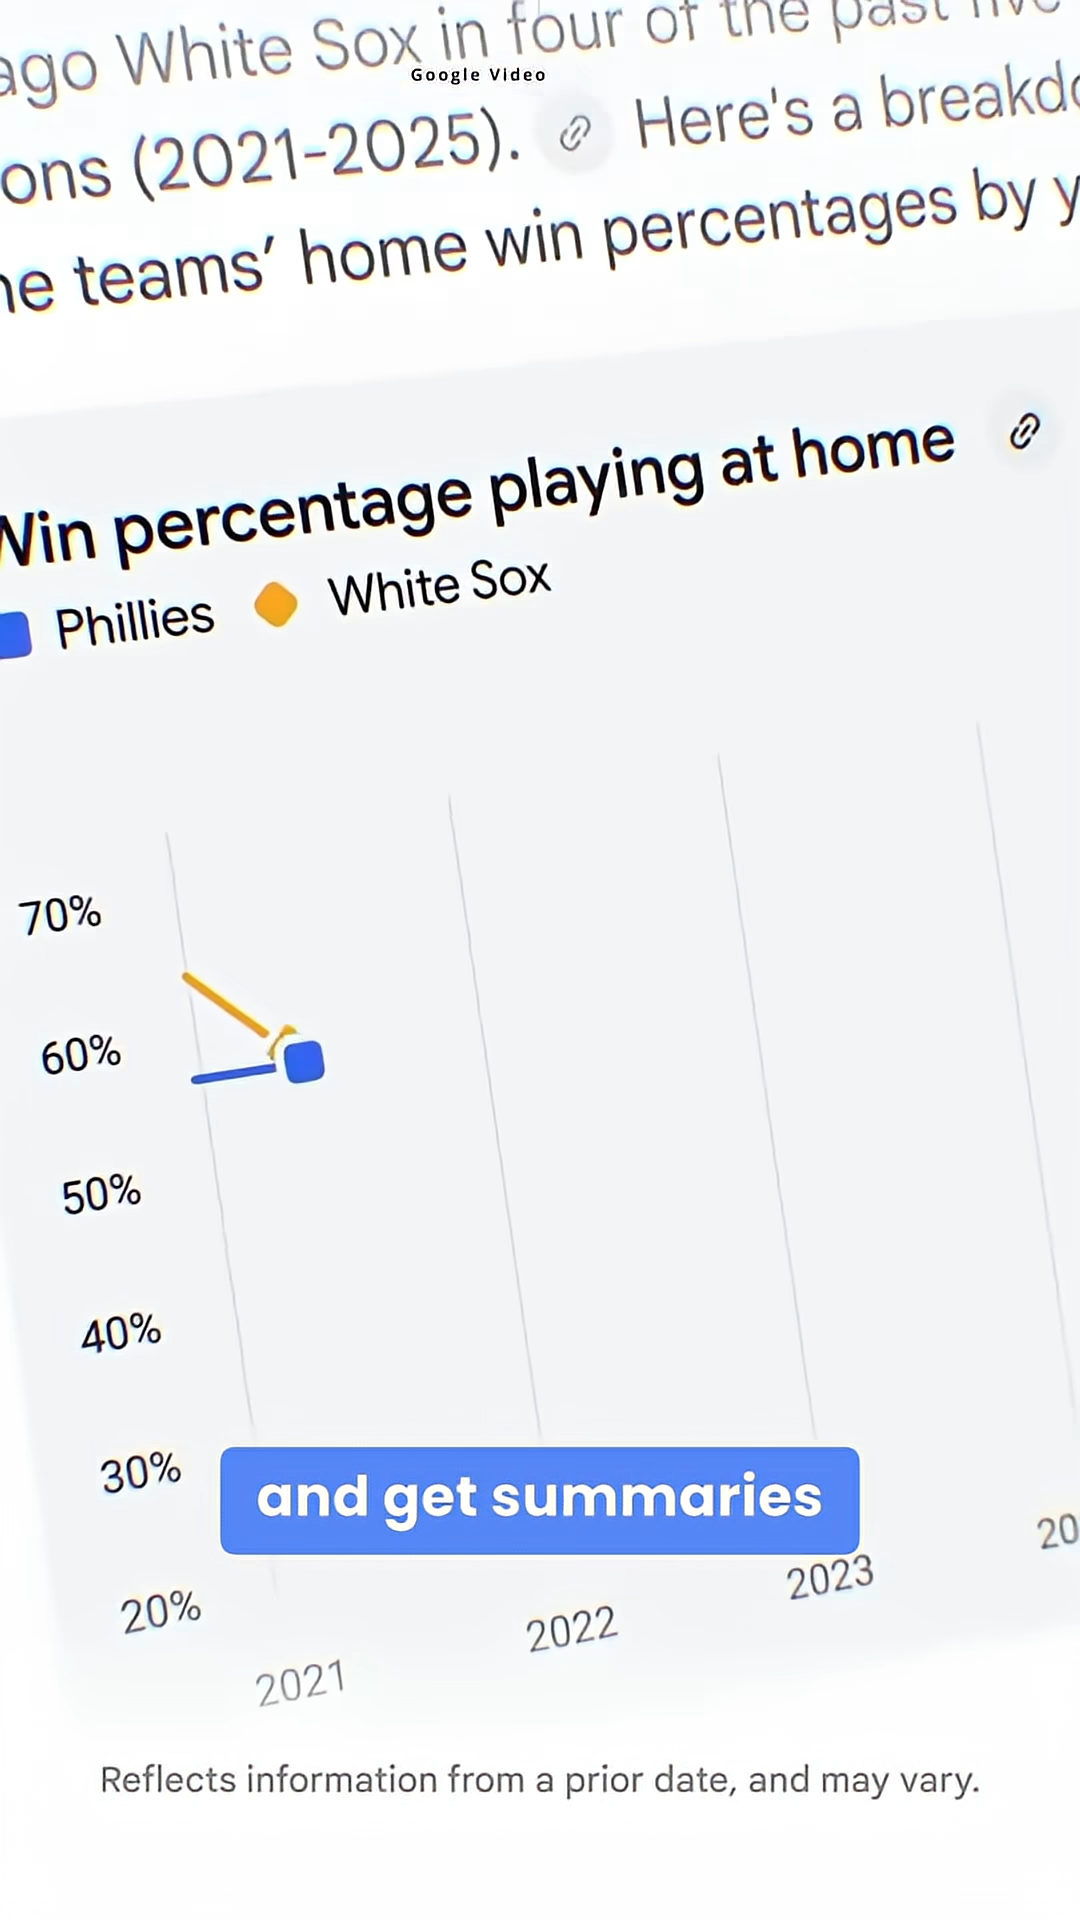 ago White Sox in four of the past five
Google Video
ons (2021-2025). Here's a breakdo
he teams' home win percentages by y
Win percentage playing at home
Phillies White Sox
70%
60%
50%
40%
30%
and get summaries
20%
2021
2022
2023
20
Reflects information from a prior date, and may vary.